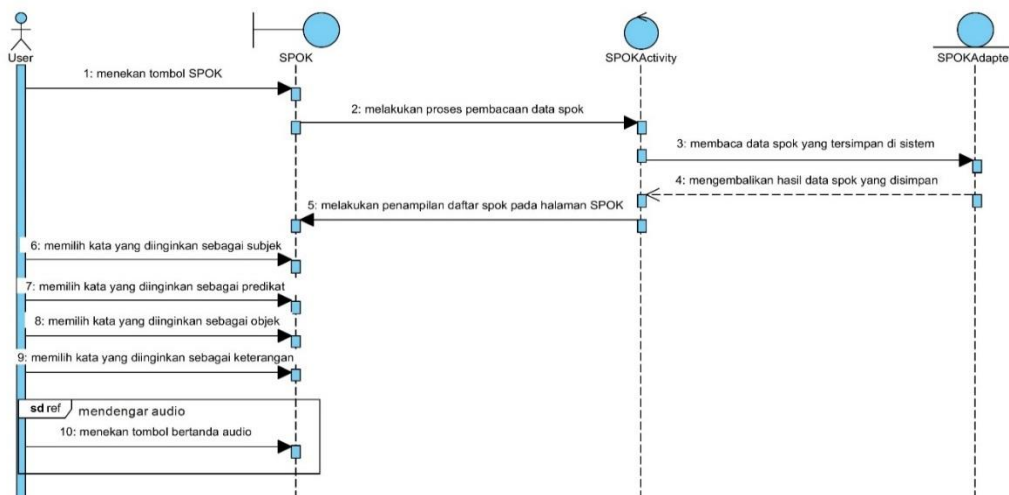 User
SPOK
SPOKActivity
SPOKAdapte
1: menekan tombol SPOK
2: melakukan proses pembacaan data spok
3: membaca data spok yang tersimpan di sistem
4: mengembalikan hasil data spok yang disimpan
5: melakukan penampilan daftar spok pada halaman SPOK
6: memilih kata yang diinginkan sebagai subjek
7: memilih kata yang diinginkan sebagai predikat
8: memilih kata yang diinginkan sebagai objek
9: memilih kata yang diinginkan sebagai keterangan
sd ref mendengar audio
10: menekan tombol bertanda audio